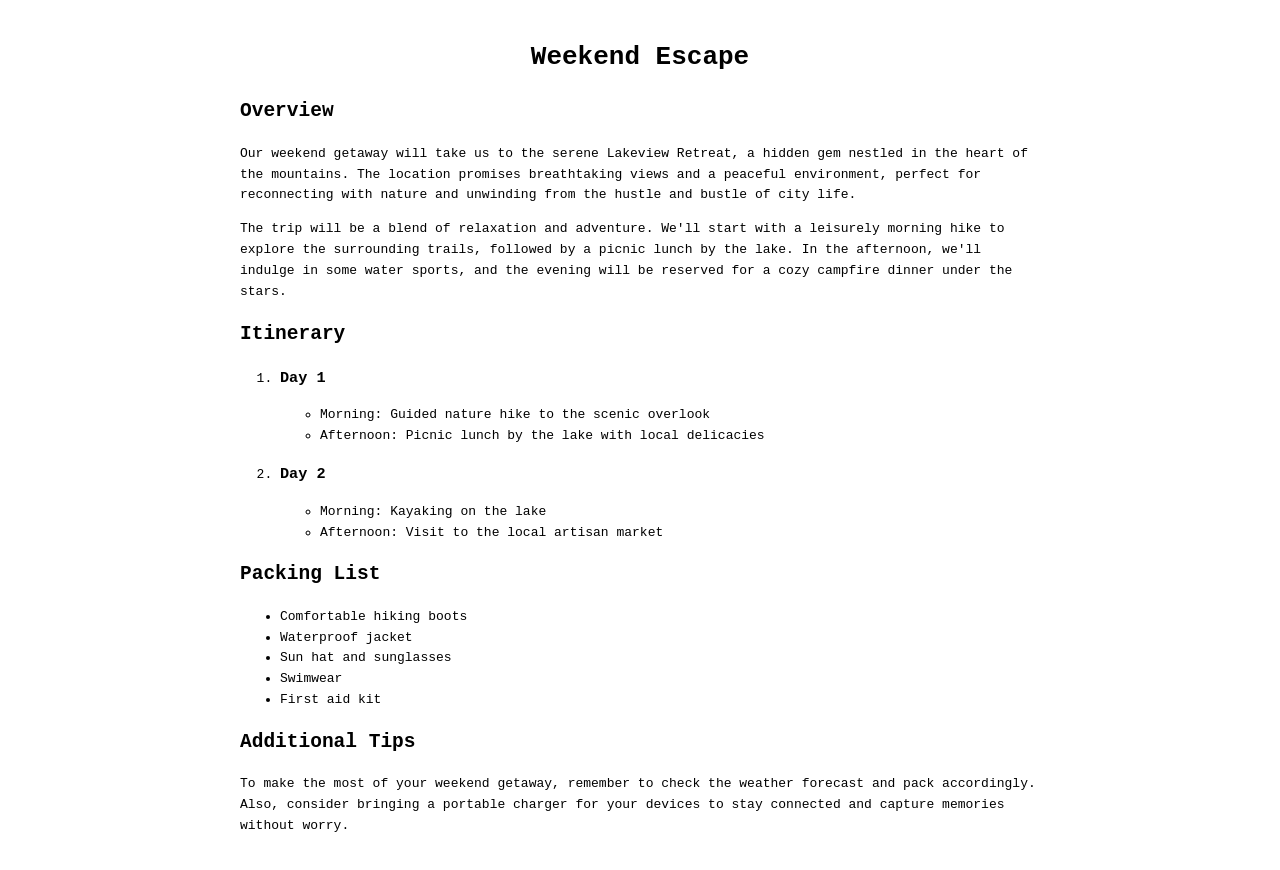 Weekend Escape
Overview
Our weekend getaway will take us to the serene Lakeview Retreat, a hidden gem nestled in the heart of
the mountains. The location promises breathtaking views and a peaceful environment, perfect for
reconnecting with nature and unwinding from the hustle and bustle of city life.
The trip will be a blend of relaxation and adventure. We'll start with a leisurely morning hike to
explore the surrounding trails, followed by a picnic lunch by the lake. In the afternoon, we'll
indulge in some water sports, and the evening will be reserved for a cozy campfire dinner under the
stars.
Itinerary
1. Day 1
Morning: Guided nature hike to the scenic overlook
Afternoon: Picnic lunch by the lake with local delicacies
2. Day 2
Morning: Kayaking on the lake
Afternoon: Visit to the local artisan market
Packing List
Comfortable hiking boots
Waterproof jacket
Sun hat and sunglasses
Swimwear
First aid kit
Additional Tips
To make the most of your weekend getaway, remember to check the weather forecast and pack accordingly.
Also, consider bringing a portable charger for your devices to stay connected and capture memories
without worry.